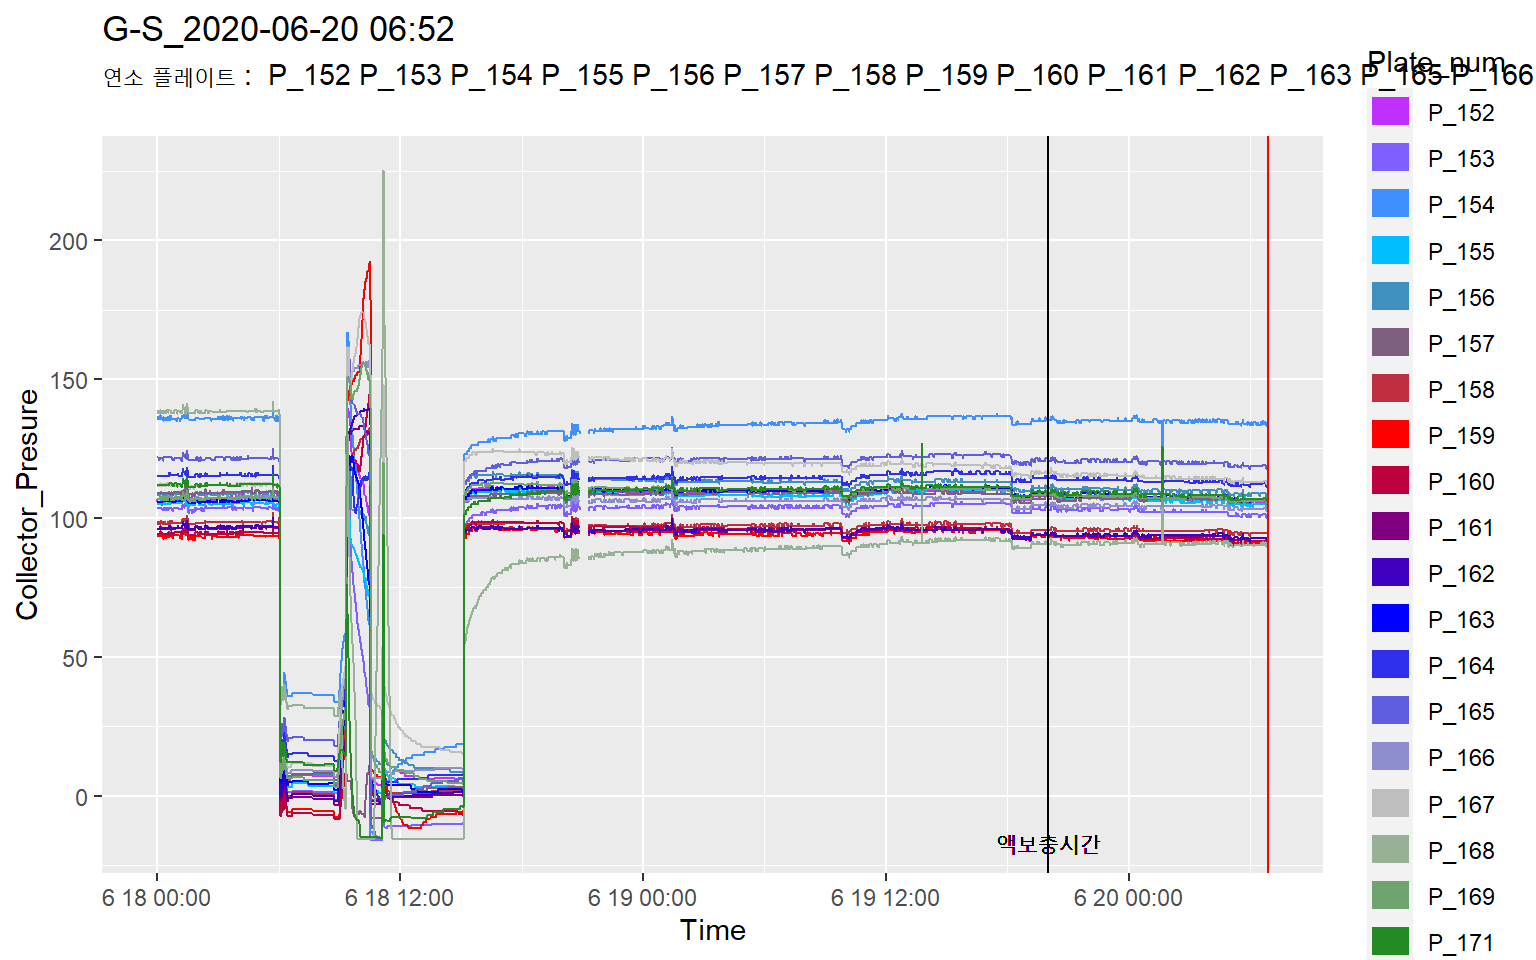 G-S_2020-06-20 06:52
연소 플레이트 : P_152 P_153 P_154 P_155 P_156 P_157 P_158 P_159 P_160 P_161 P_162 P_163 P_165 P_166
Plate_num
P_152
P_153
P_154
P_155
P_156
P_157
P_158
P_159
P_160
P_161
P_162
P_163
P_164
P_165
P_166
P_167
P_168
P_169
P_171
Collector_Presure
200
150
100
50
0
액보충시간
6 18 00:00
6 18 12:00
6 19 00:00
6 19 12:00
6 20 00:00
Time